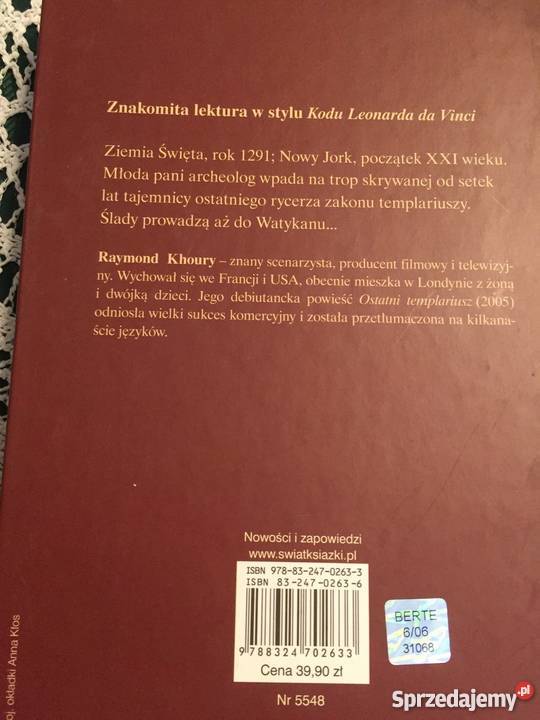 Znakomita lektura w stylu Kodu Leonarda da Vinci
Ziemia Święta, rok 1291; Nowy Jork, początek XXI wieku.
Młoda pani archeolog wpada na trop skrywanej od setek
lat tajemnicy ostatniego rycerza zakonu templariuszy.
Ślady prowadzą aż do Watykanu...
Raymond Khoury – znany scenarzysta, producent filmowy i telewizyj-
ny. Wychował się we Francji i USA, obecnie mieszka w Londynie z żoną
i dwójką dzieci. Jego debiutancka powieść Ostatni templariusz (2005)
odniosła wielki sukces komercyjny i została przetłumaczona na kilkana-
ście języków.
Nowości i zapowiedzi
www.swiatksiazki.pl
ISBN 978-83-247-0263-3
ISBN 83-247-0263-6
9 788324 702633
Cena 39,90 zł
Nr 5548
BERTE
6/06
31068
oj. okładki Anna Kłos
Sprzedajemy.pl